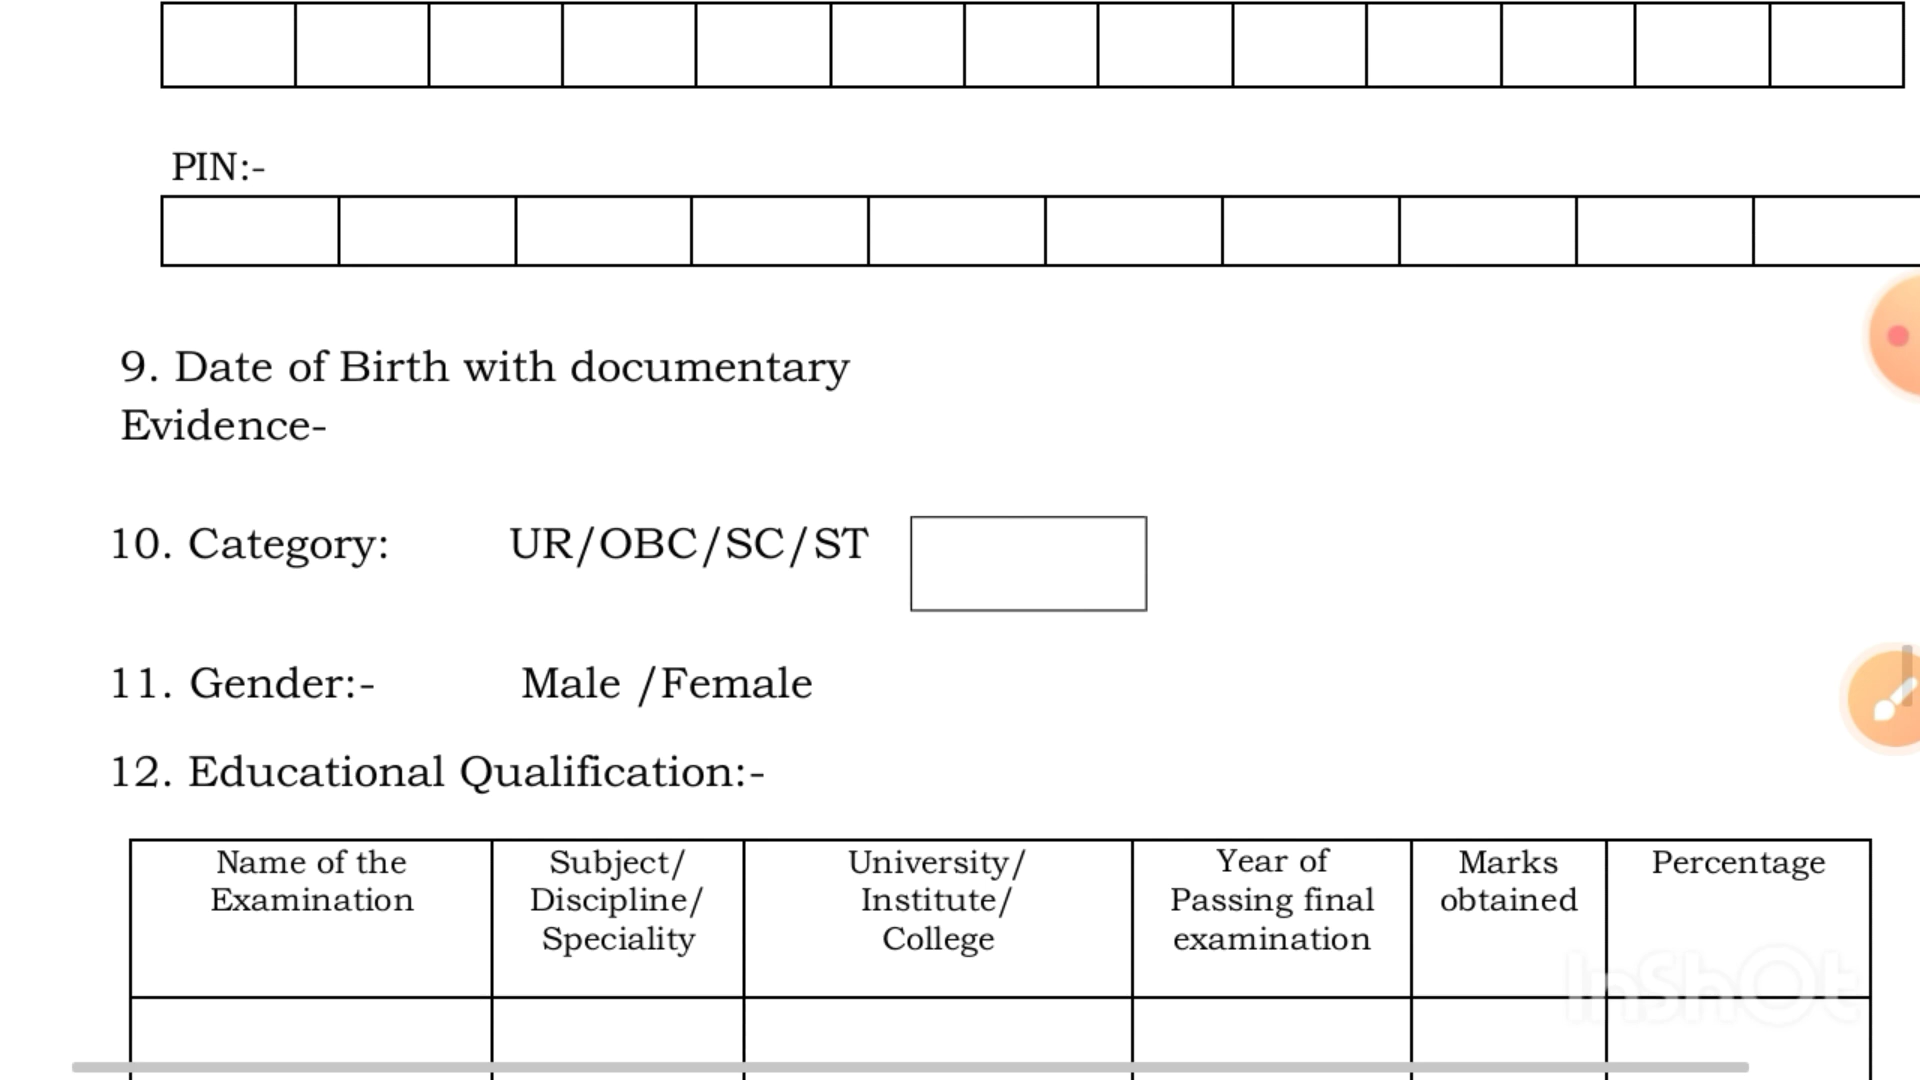 PIN:-
9. Date of Birth with documentary
Evidence-
10. Category: UR/OBC/SC/ST
11. Gender:- Male /Female
12. Educational Qualification:-
Name of the Examination
Subject/ Discipline/ Speciality
University/ Institute/ College
Year of Passing final examination
Marks obtained
Percentage
InShOt